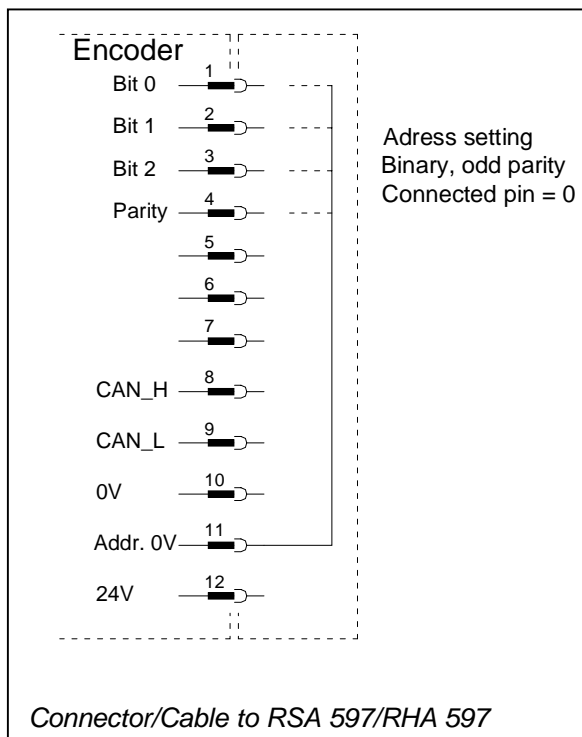 Encoder
Bit 0 1
Bit 1 2
Bit 2 3
Parity 4
5
6
7
CAN_H 8
CAN_L 9
0V 10
Addr. 0V 11
24V 12
Adress setting
Binary, odd parity
Connected pin = 0
Connector/Cable to RSA 597/RHA 597